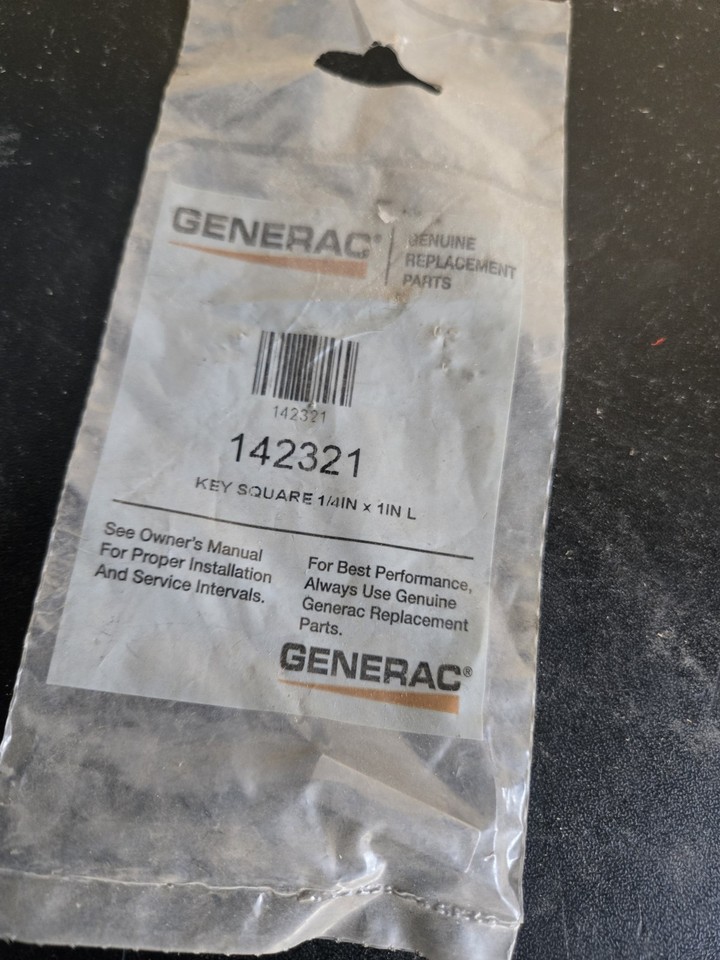 GENERAC®
GENUINE
REPLACEMENT
PARTS
142321
142321
KEY SQUARE 1/4IN x 1IN L
See Owner's Manual
For Proper Installation
And Service Intervals.
For Best Performance,
Always Use Genuine
Generac Replacement
Parts.
GENERAC®